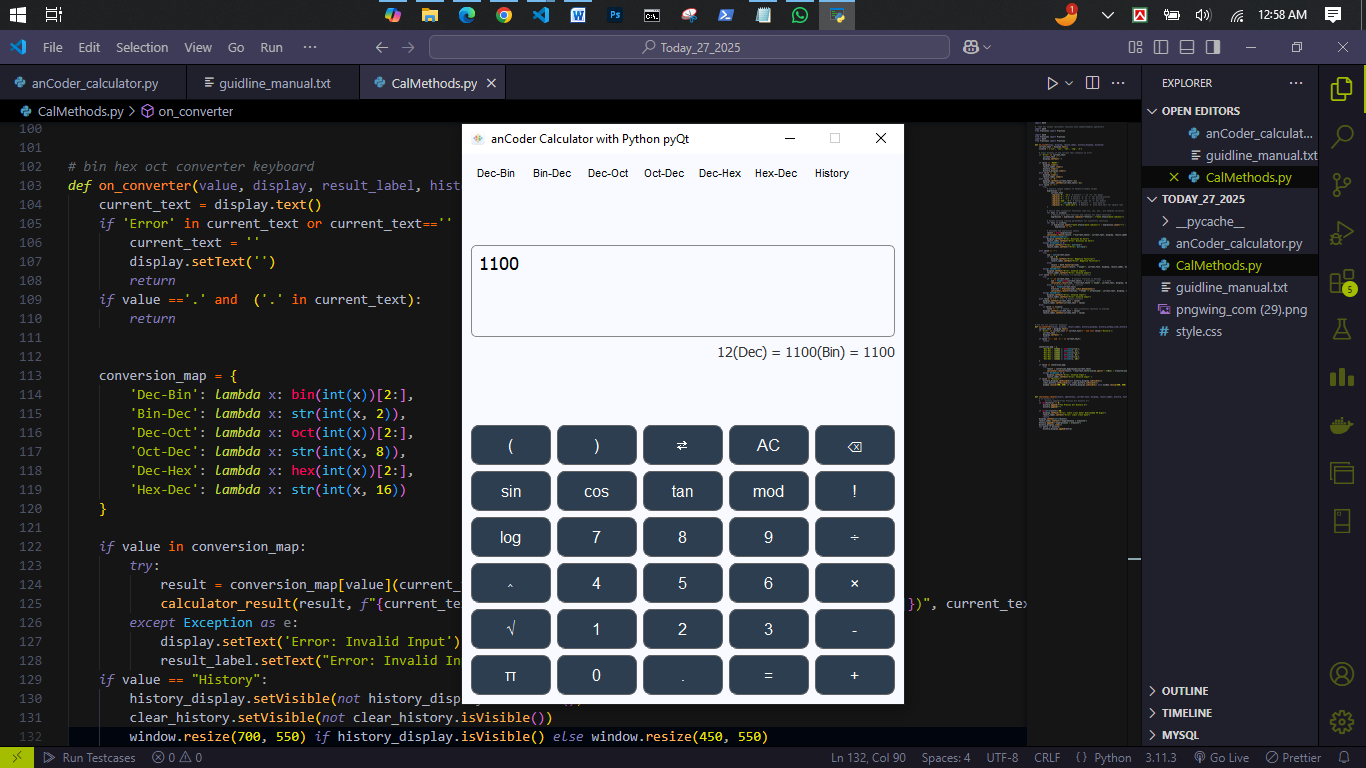 12:58 AM
File Edit Selection View Go Run ··· Today_27_2025
anCoder_calculator.py guidline_manual.txt CalMethods.py
CalMethods.py > on_converter
100
101
102 # bin hex oct converter keyboard
103 def on_converter(value, display, result_label, hist
104 current_text = display.text()
105 if 'Error' in current_text or current_text==''
106 current_text = ''
107 display.setText('')
108 return
109 if value =='.' and ('.' in current_text):
110 return
111
112
113 conversion_map = {
114 'Dec-Bin': lambda x: bin(int(x))[2:],
115 'Bin-Dec': lambda x: str(int(x, 2)),
116 'Dec-Oct': lambda x: oct(int(x))[2:],
117 'Oct-Dec': lambda x: str(int(x, 8)),
118 'Dec-Hex': lambda x: hex(int(x))[2:],
119 'Hex-Dec': lambda x: str(int(x, 16))
120 }
121
122 if value in conversion_map:
123 try:
124 result = conversion_map[value](current_
125 calculator_result(result, f"{current_te })", current_tex
126 except Exception as e:
127 display.setText('Error: Invalid Input')
128 result_label.setText("Error: Invalid In
129 if value == "History":
130 history_display.setVisible(not history_disp
131 clear_history.setVisible(not clear_history.isVisible())
132 window.resize(700, 550) if history_display.isVisible() else window.resize(450, 550)
anCoder Calculator with Python pyQt
Dec-Bin Bin-Dec Dec-Oct Oct-Dec Dec-Hex Hex-Dec History
1100
12(Dec) = 1100(Bin) = 1100
( ) ⇄ AC ⌫
sin cos tan mod !
log 7 8 9 ÷
^ 4 5 6 ×
√ 1 2 3 -
π 0 . = +
EXPLORER ···
OPEN EDITORS
anCoder_calculat...
guidline_manual.txt
CalMethods.py
TODAY_27_2025
__pycache__
anCoder_calculator.py
CalMethods.py
guidline_manual.txt
pngwing_com (29).png
style.css
OUTLINE
TIMELINE
MYSQL
1
5
Run Testcases 0 0 Ln 132, Col 90 Spaces: 4 UTF-8 CRLF { } Python 3.11.3 Go Live Prettier